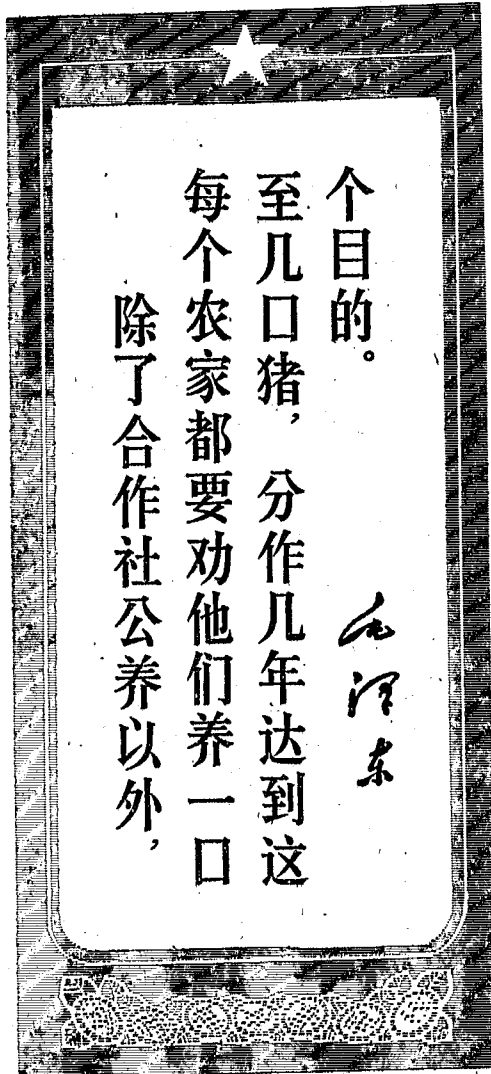 除了合作社公养以外，
每个农家都要劝他们养一口
至几口猪，分作几年达到这
个目的。
毛泽东